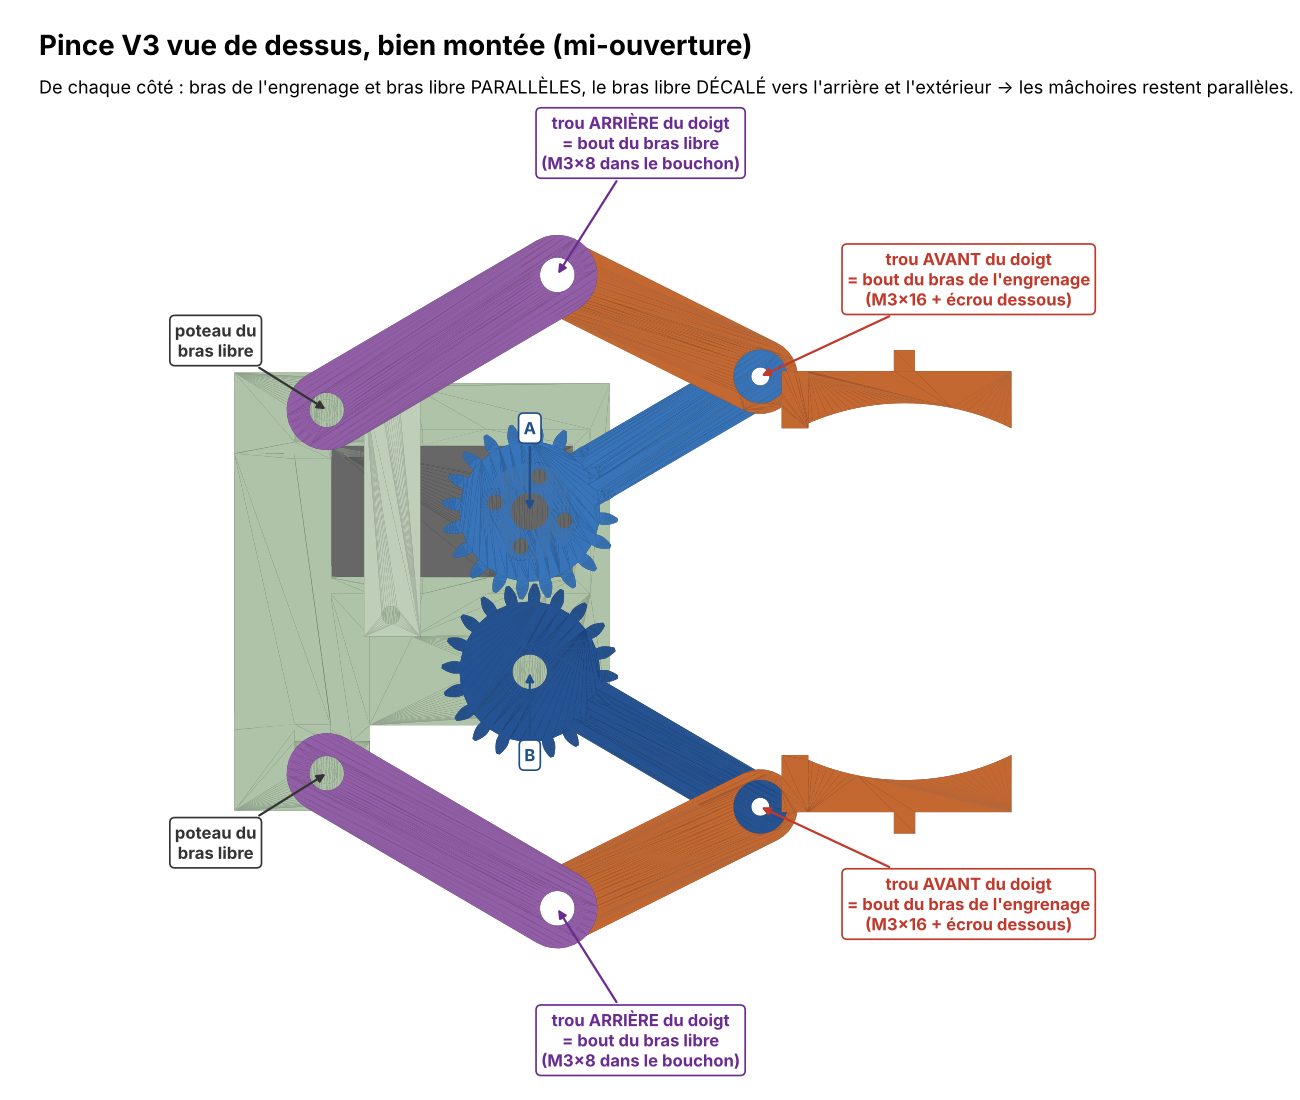 Pince V3 vue de dessus, bien montée (mi-ouverture)
De chaque côté : bras de l'engrenage et bras libre PARALLÈLES, le bras libre DÉCALÉ vers l'arrière et l'extérieur → les mâchoires restent parallèles.
trou ARRIÈRE du doigt
= bout du bras libre
(M3×8 dans le bouchon)
trou AVANT du doigt
= bout du bras de l'engrenage
(M3×16 + écrou dessous)
poteau du
bras libre
A
B
poteau du
bras libre
trou AVANT du doigt
= bout du bras de l'engrenage
(M3×16 + écrou dessous)
trou ARRIÈRE du doigt
= bout du bras libre
(M3×8 dans le bouchon)